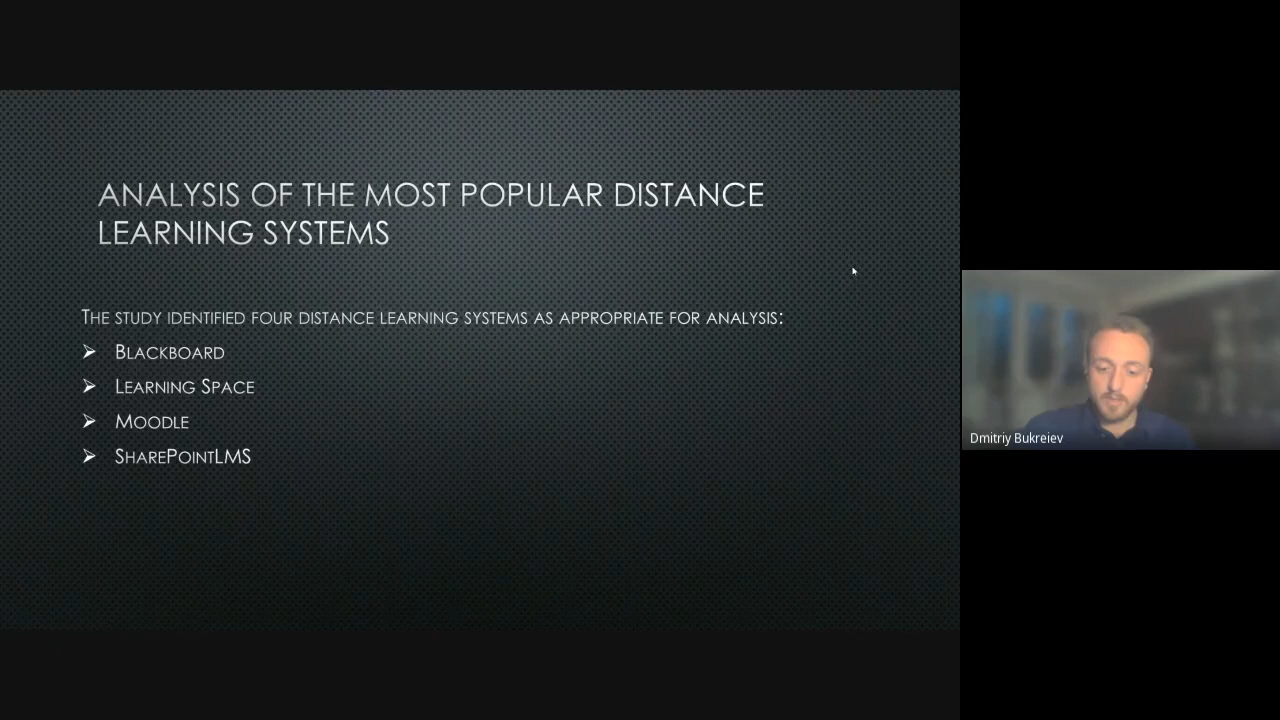 ANALYSIS OF THE MOST POPULAR DISTANCE
LEARNING SYSTEMS
THE STUDY IDENTIFIED FOUR DISTANCE LEARNING SYSTEMS AS APPROPRIATE FOR ANALYSIS:
BLACKBOARD
LEARNING SPACE
MOODLE
SHAREPOINTLMS
Dmitriy Bukreiev